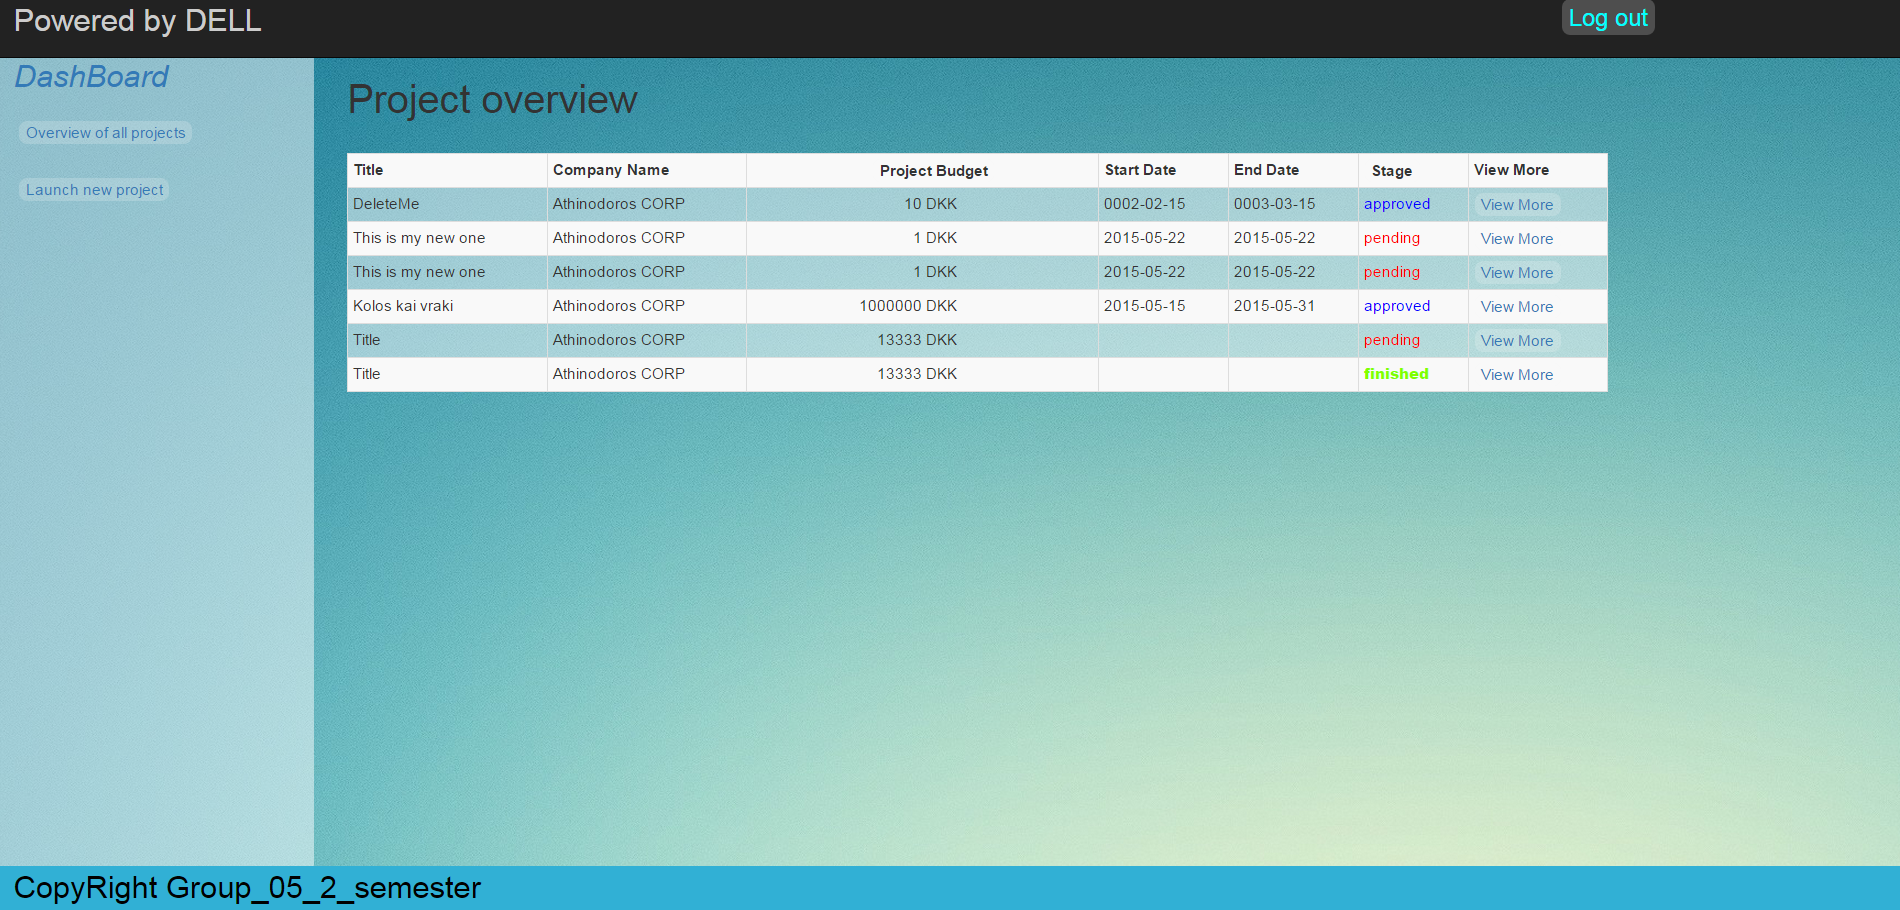 Powered by DELL Log out
DashBoard
Overview of all projects
Launch new project
Project overview
Title Company Name Project Budget Start Date End Date Stage View More
DeleteMe Athinodoros CORP 10 DKK 0002-02-15 0003-03-15 approved View More
This is my new one Athinodoros CORP 1 DKK 2015-05-22 2015-05-22 pending View More
This is my new one Athinodoros CORP 1 DKK 2015-05-22 2015-05-22 pending View More
Kolos kai vraki Athinodoros CORP 1000000 DKK 2015-05-15 2015-05-31 approved View More
Title Athinodoros CORP 13333 DKK pending View More
Title Athinodoros CORP 13333 DKK finished View More
CopyRight Group_05_2_semester